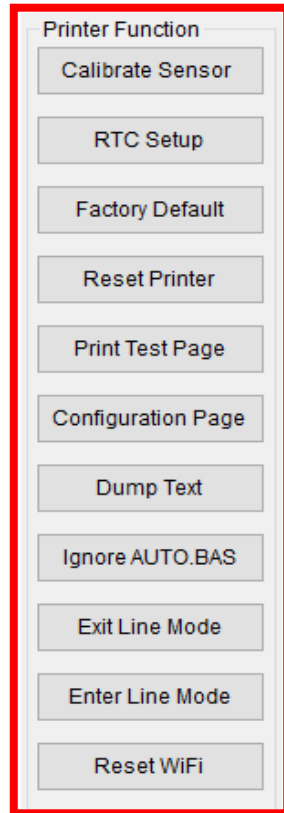 Printer Function
Calibrate Sensor
RTC Setup
Factory Default
Reset Printer
Print Test Page
Configuration Page
Dump Text
Ignore AUTO.BAS
Exit Line Mode
Enter Line Mode
Reset WiFi